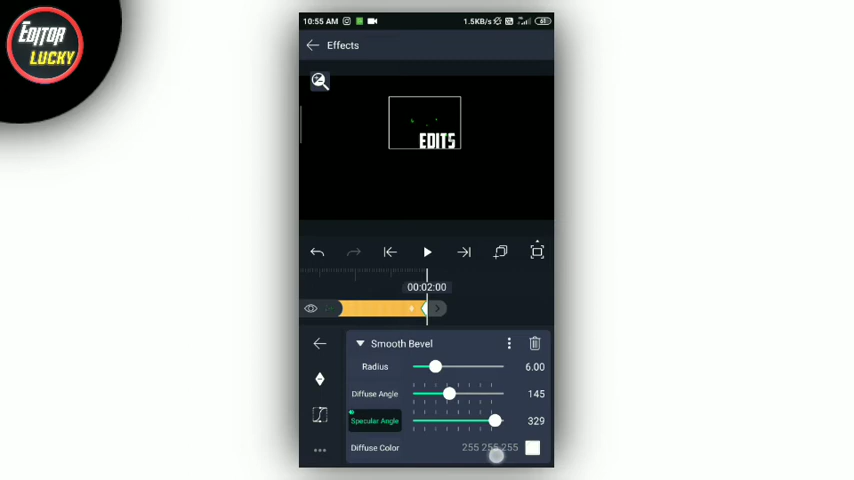 EDITOR
LUCKY
10:55 AM
1.5KB/s
63
Effects
EDITS
00:02:00
Smooth Bevel
Radius
6.00
Diffuse Angle
145
Specular Angle
329
Diffuse Color
255 255 255